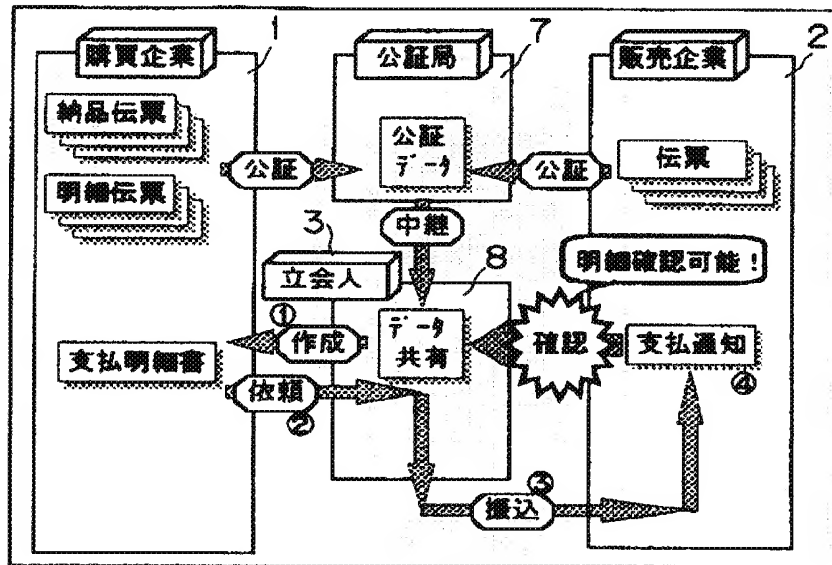 購買企業
1
公証局
7
販売企業
2
納品伝票
公証
データ
伝票
公証
公証
明細伝票
中継
3
立会人
8
明細確認可能!
①
作成
データ
共有
確認
支払通知
④
支払明細書
依頼
②
③
振込